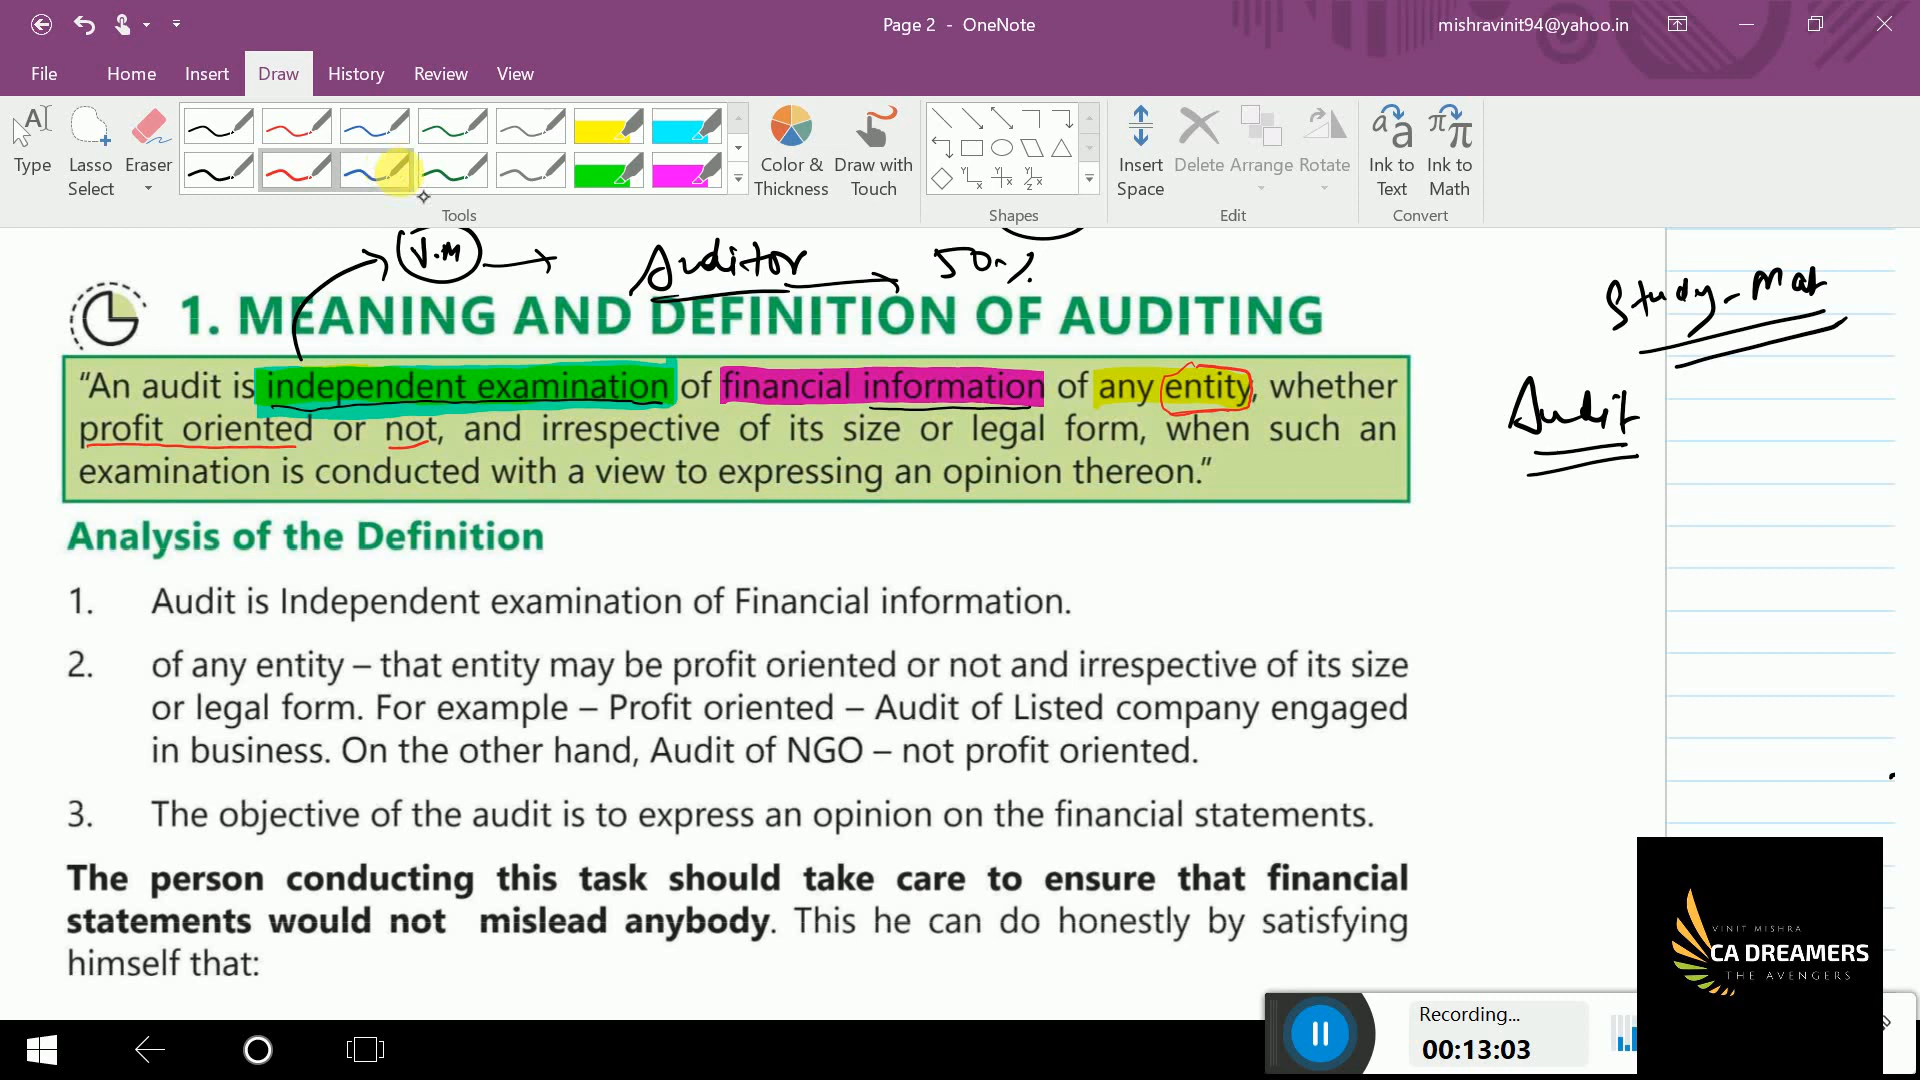 Page 2 - OneNote
mishravinit94@yahoo.in
File Home Insert Draw History Review View
Type
Lasso Select
Eraser
Color & Thickness
Draw with Touch
Insert Space
Delete
Arrange
Rotate
Ink to Text
Ink to Math
Tools
Shapes
Edit
Convert
V.M Auditor 50%
Study-Mat
1. MEANING AND DEFINITION OF AUDITING
“An audit is independent examination of financial information of any entity, whether
profit oriented or not, and irrespective of its size or legal form, when such an
examination is conducted with a view to expressing an opinion thereon.”
Audit
Analysis of the Definition
1. Audit is Independent examination of Financial information.
2. of any entity – that entity may be profit oriented or not and irrespective of its size
or legal form. For example – Profit oriented – Audit of Listed company engaged
in business. On the other hand, Audit of NGO – not profit oriented.
3. The objective of the audit is to express an opinion on the financial statements.
The person conducting this task should take care to ensure that financial
statements would not mislead anybody. This he can do honestly by satisfying
himself that:
VINIT MISHRA
CA DREAMERS
THE AVENGERS
Recording...
00:13:03